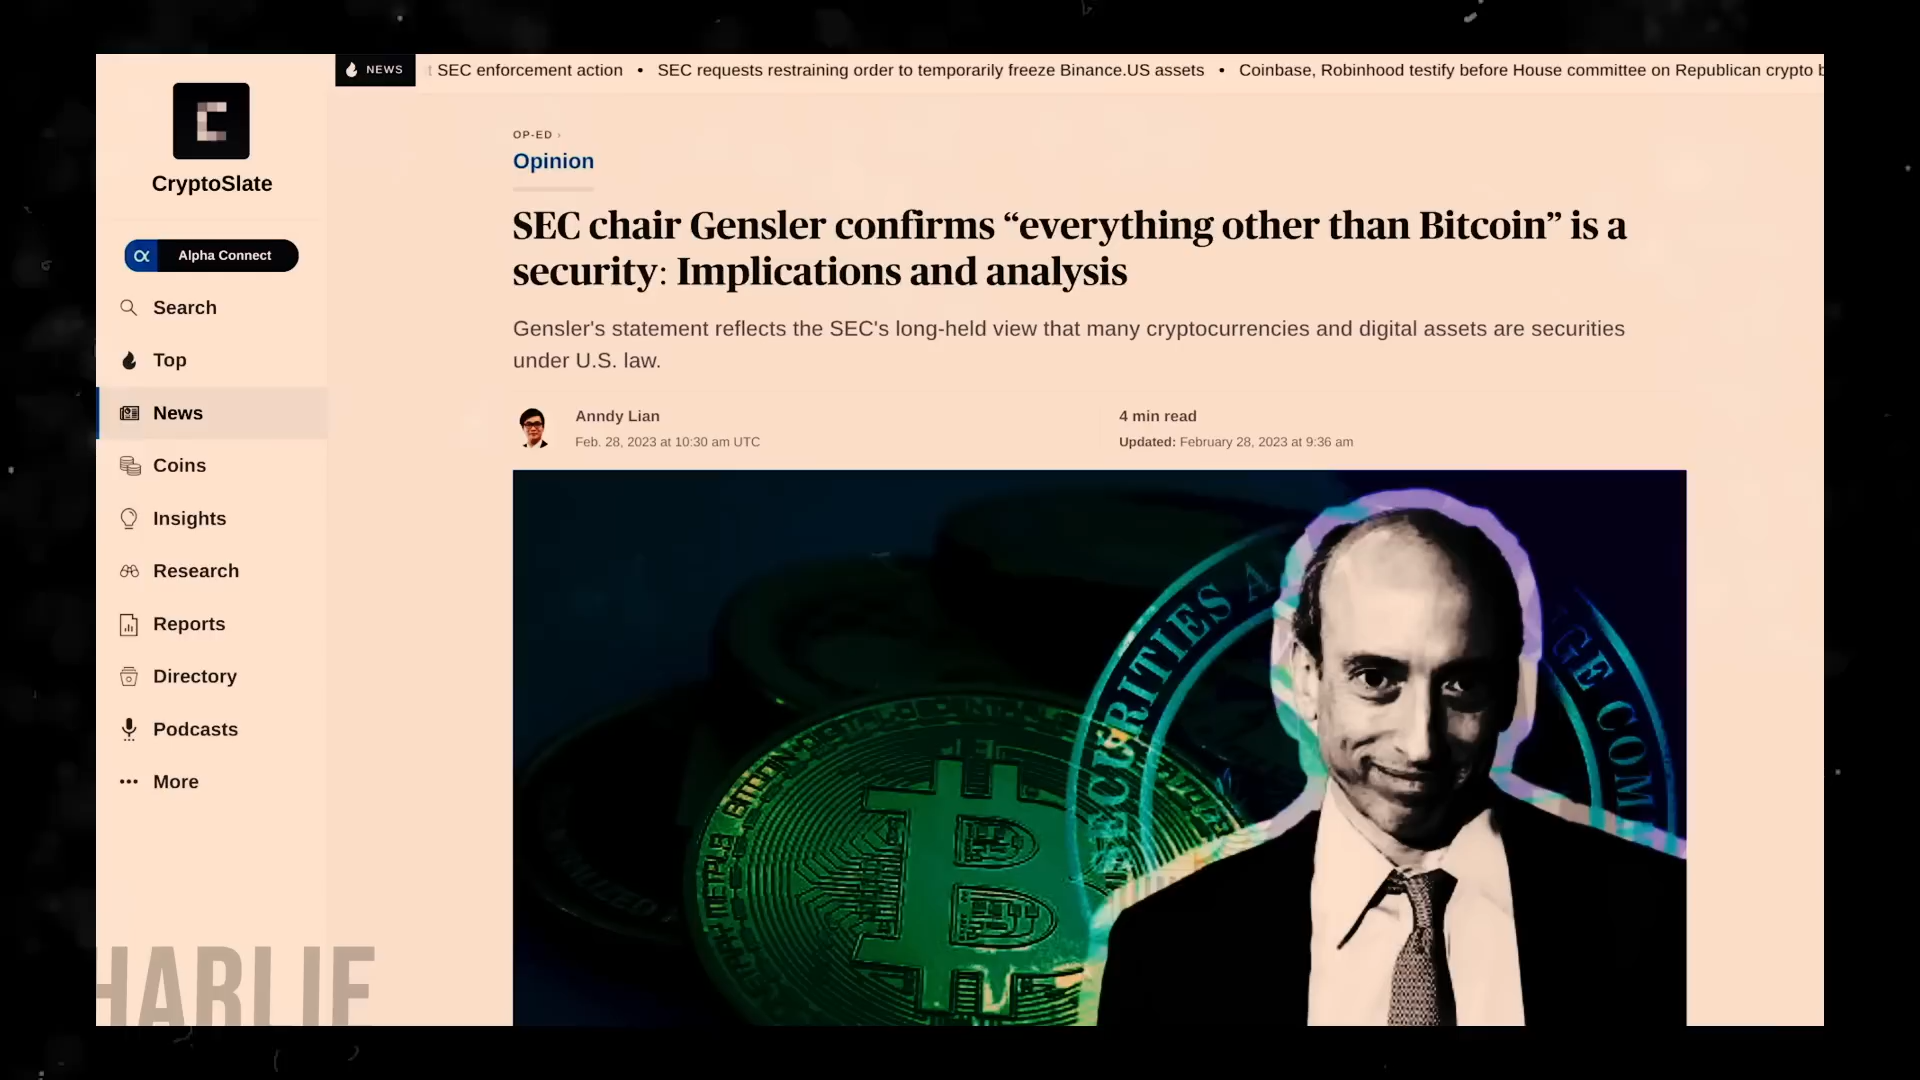 NEWS
SEC enforcement action • SEC requests restraining order to temporarily freeze Binance.US assets • Coinbase, Robinhood testify before House committee on Republican crypto
CryptoSlate
Alpha Connect
Search
Top
News
Coins
Insights
Research
Reports
Directory
Podcasts
More
OP-ED ›
Opinion
SEC chair Gensler confirms “everything other than Bitcoin” is a
security: Implications and analysis
Gensler's statement reflects the SEC's long-held view that many cryptocurrencies and digital assets are securities
under U.S. law.
Anndy Lian
Feb. 28, 2023 at 10:30 am UTC
4 min read
Updated: February 28, 2023 at 9:36 am
SECURITIES A
GE COM
BITCOIN
HARLIE